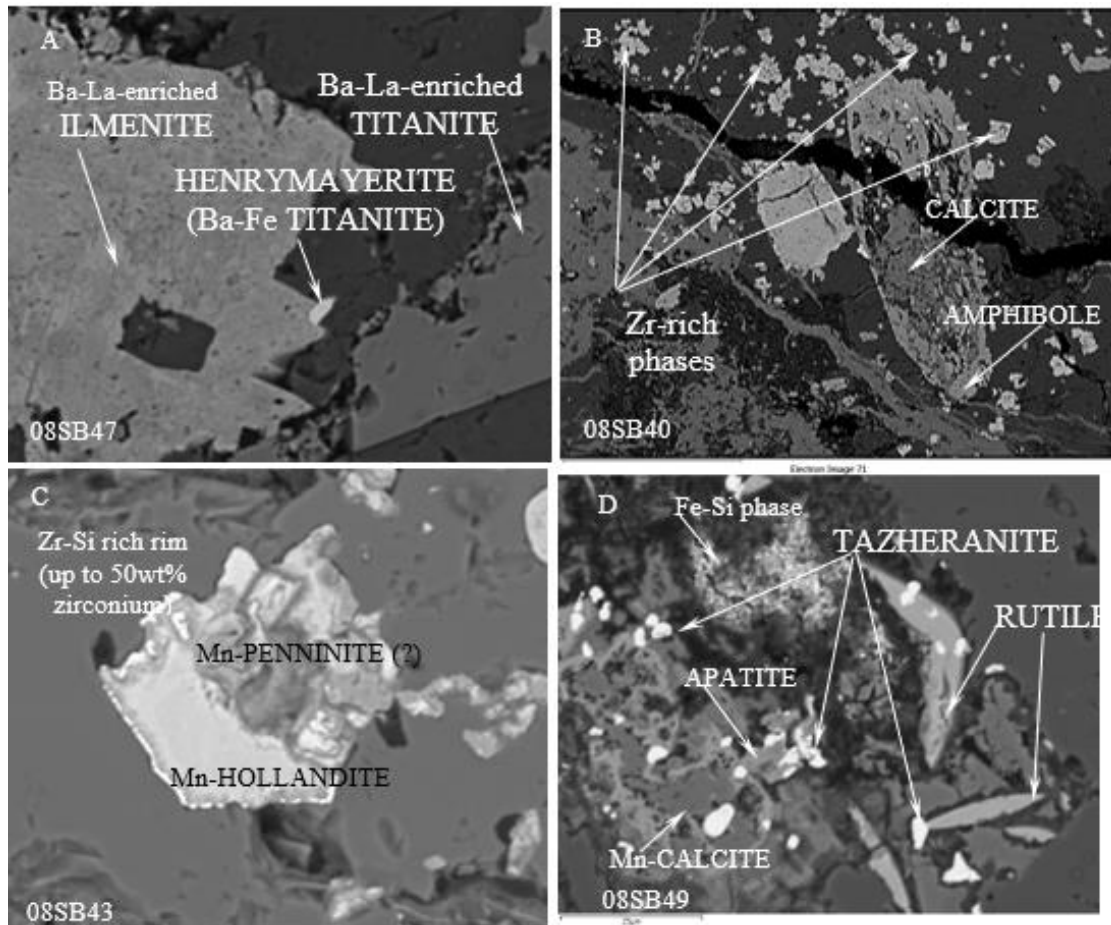 A
Ba-La-enriched
ILMENITE
Ba-La-enriched
TITANITE
HENRYMAYERITE
(Ba-Fe TITANITE)
08SB47
B
CALCITE
AMPHIBOLE
Zr-rich
phases
08SB40
Electron Image 71
C
Zr-Si rich rim
(up to 50wt%
zirconium)
Mn-PENNINITE (?)
Mn-HOLLANDITE
08SB43
D
Fe-Si phase
TAZHERANITE
RUTILE
APATITE
Mn-CALCITE
08SB49